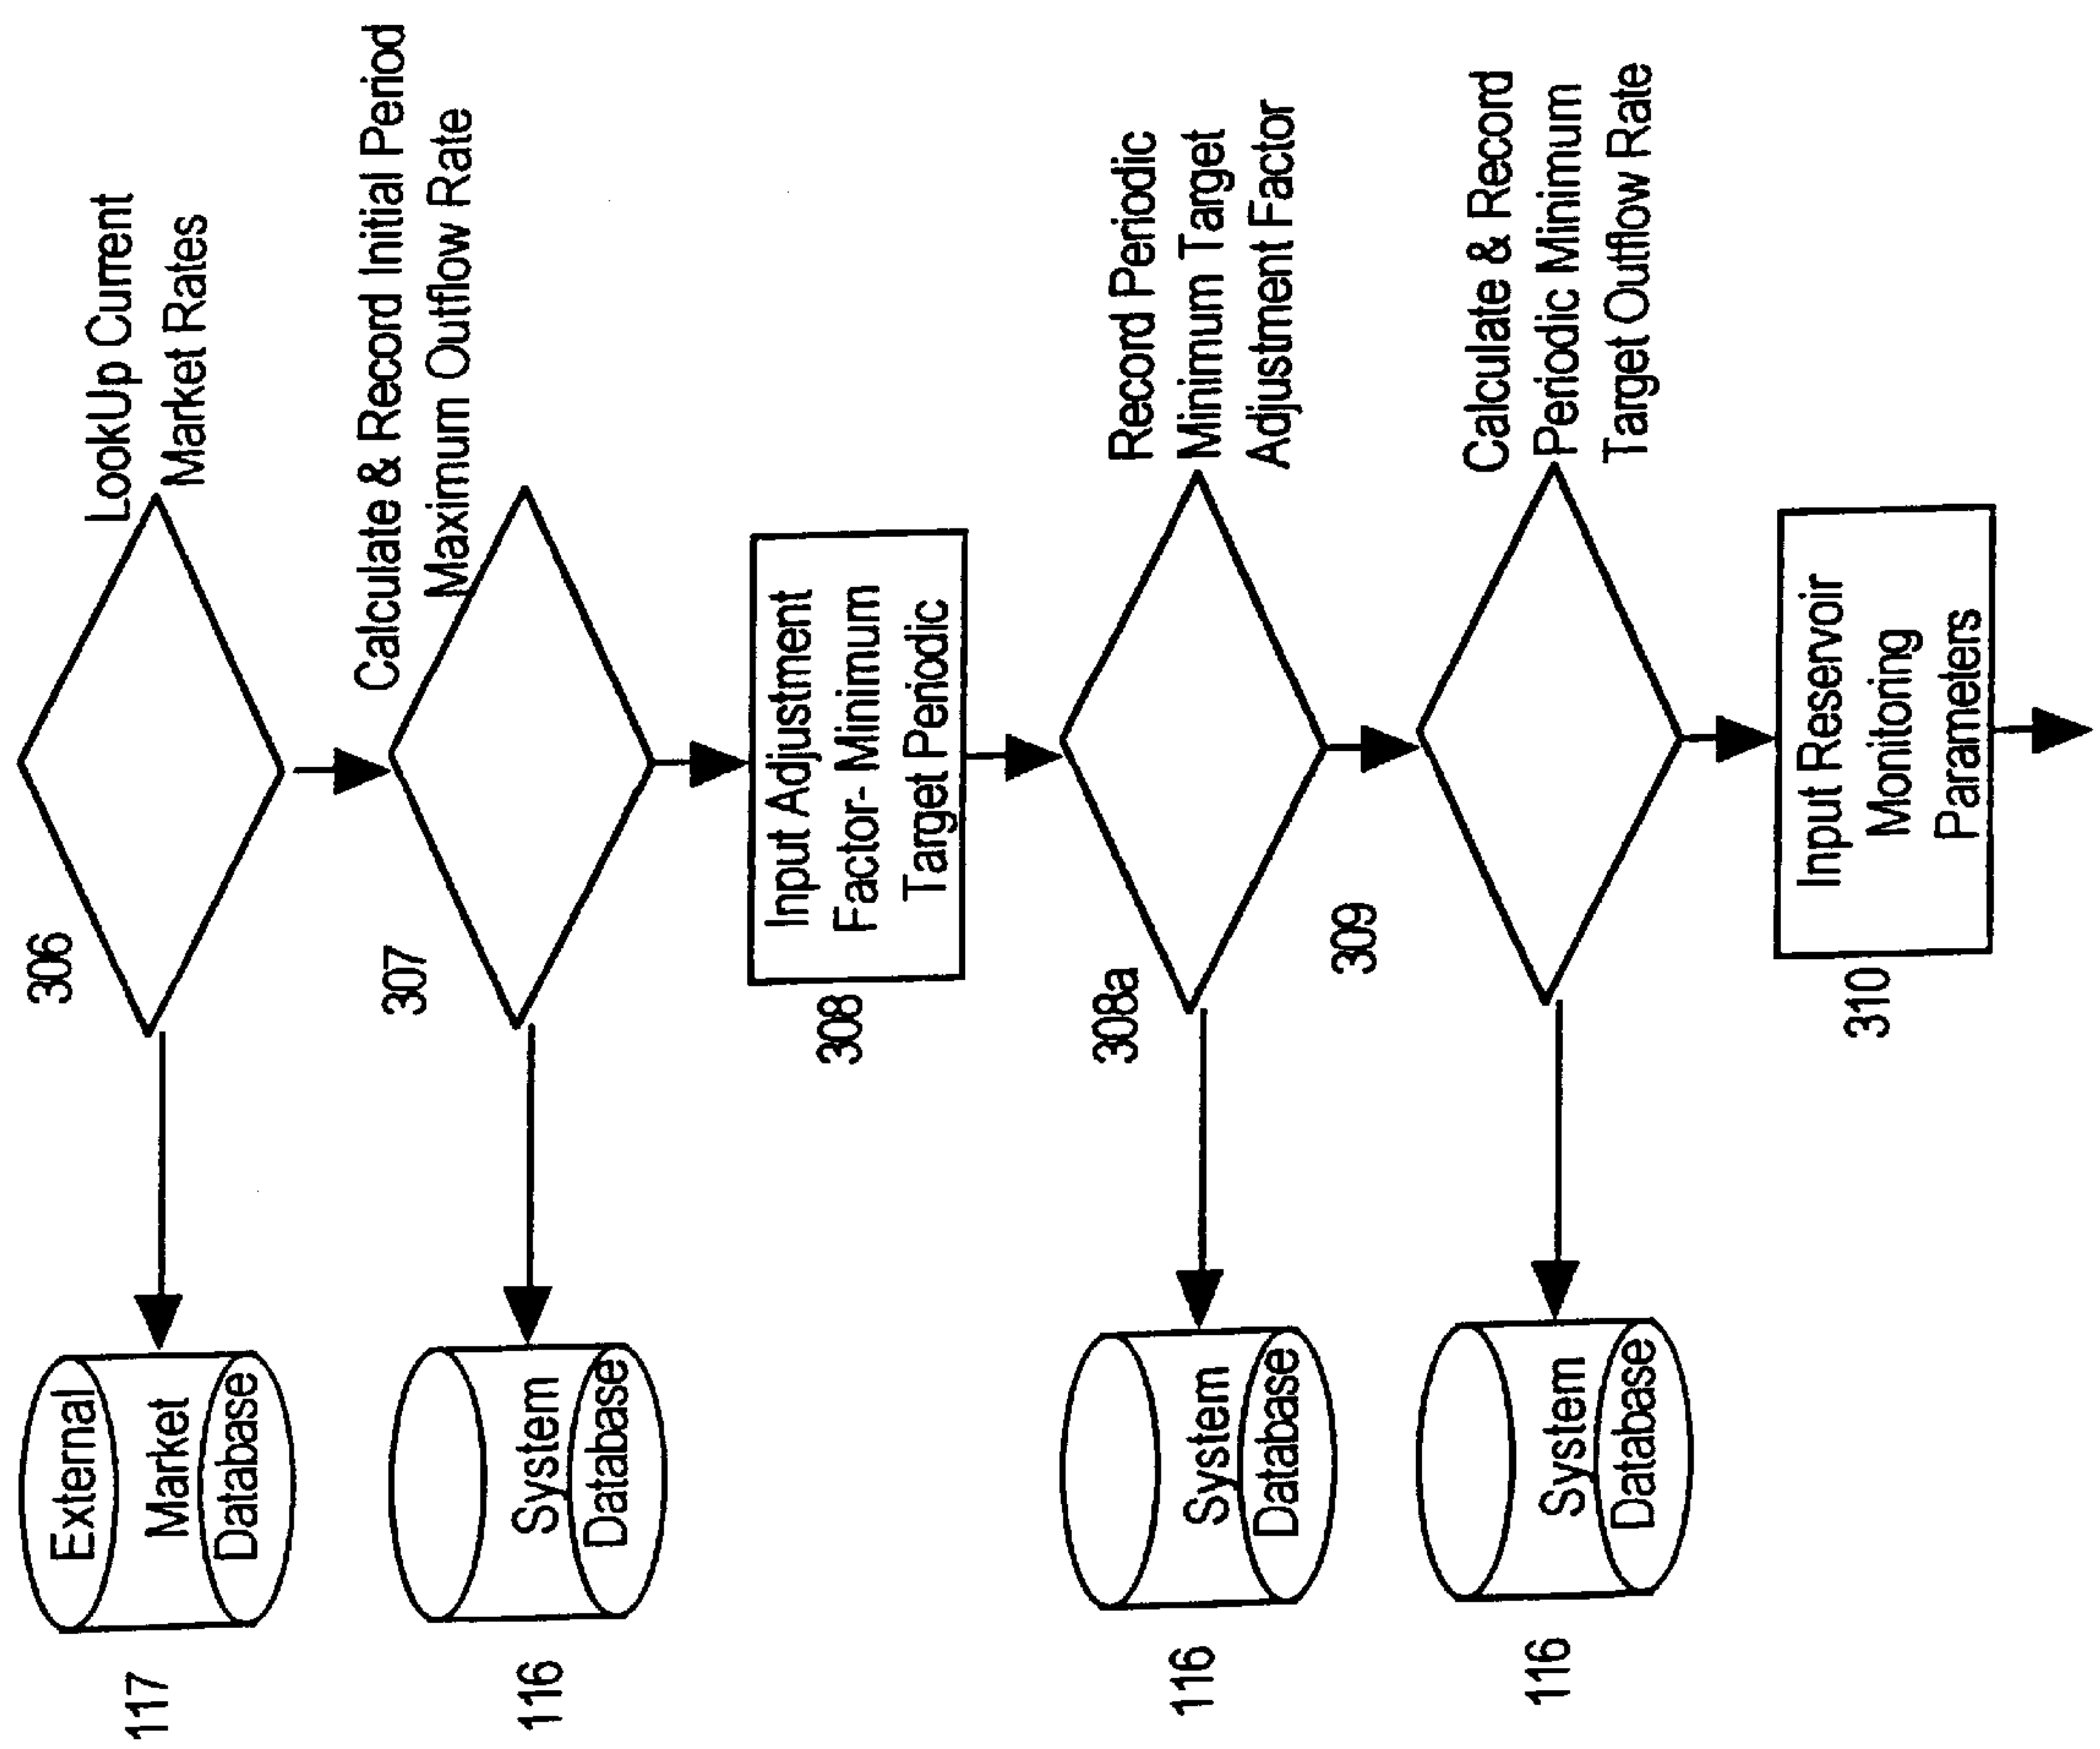 306
LookUp Current
Market Rates
External
Market
Database
117
307
Calculate & Record Initial Period
Maximum Outflow Rate
System
Database
116
308
Input Adjustment
Factor- Minimum
Target Periodic
308a
Record Periodic
Minimum Target
Adjustment Factor
System
Database
116
309
Calculate & Record
Periodic Minimum
Target Outflow Rate
System
Database
116
310
Input Reservoir
Monitoring
Parameters